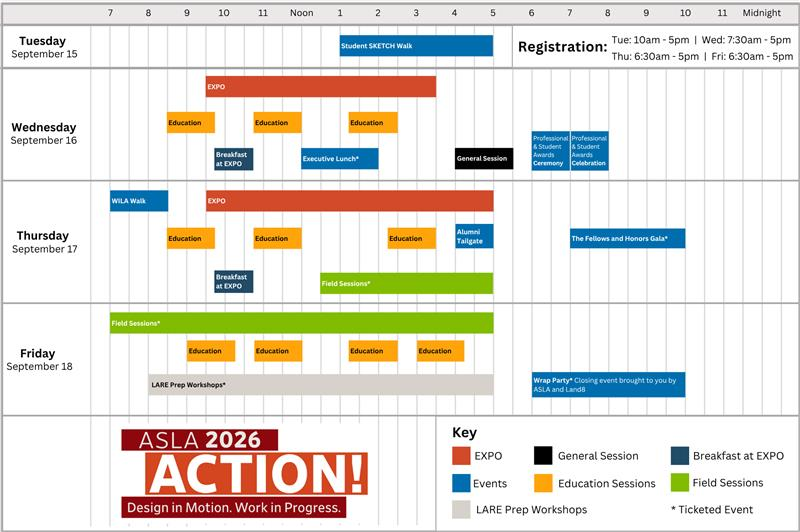 7 8 9 10 11 Noon 1 2 3 4 5 6 7 8 9 10 11 Midnight
Tuesday
September 15
Student SKETCH Walk
Registration:
Tue: 10am - 5pm | Wed: 7:30am - 5pm
Thu: 6:30am - 5pm | Fri: 6:30am - 5pm
Wednesday
September 16
EXPO
Education Education Education
Breakfast
at EXPO
Executive Lunch*
General Session
Professional
& Student
Awards
Ceremony
Professional
& Student
Awards
Celebration
Thursday
September 17
WILA Walk
EXPO
Education Education Education
Alumni
Tailgate
The Fellows and Honors Gala*
Breakfast
at EXPO
Field Sessions*
Friday
September 18
Field Sessions*
Education Education Education Education
LARE Prep Workshops*
Wrap Party* Closing event brought to you by
ASLA and Land8
ASLA 2026
ACTION!
Design in Motion. Work in Progress.
Key
EXPO
General Session
Breakfast at EXPO
Events
Education Sessions
Field Sessions
LARE Prep Workshops
* Ticketed Event